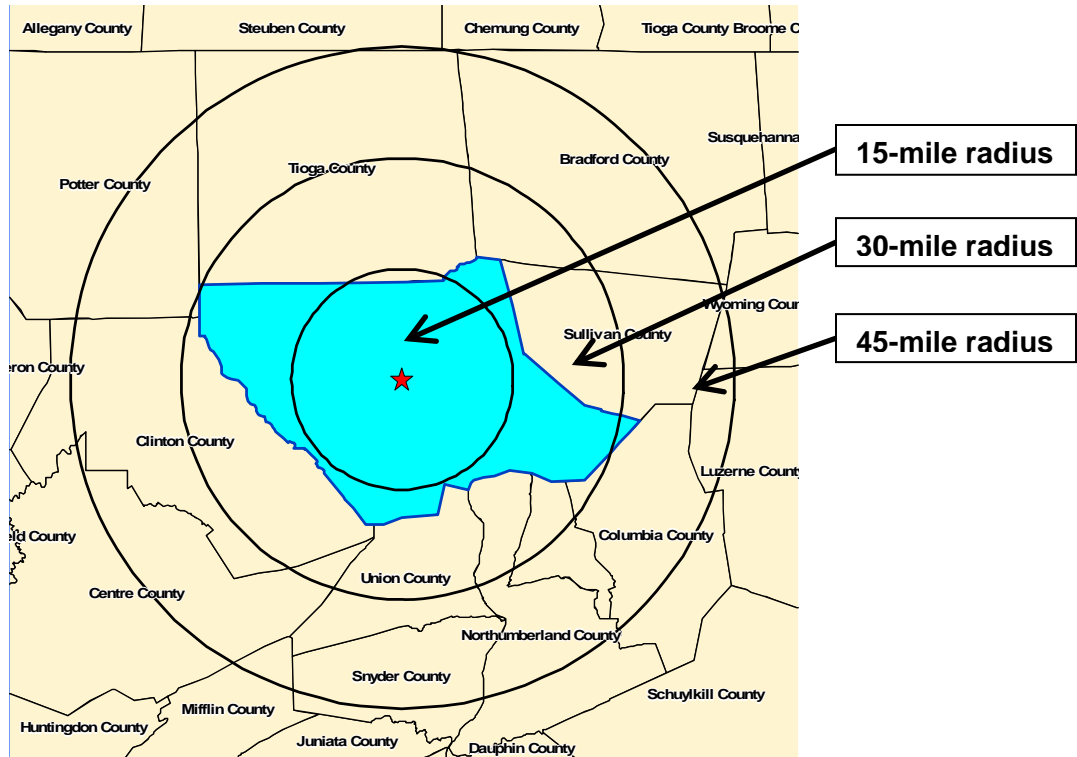 Allegany County
Steuben County
Chemung County
Tioga County Broome C
Susquehanna
15-mile radius
Bradford County
Tioga County
Potter County
30-mile radius
Wyoming Coun
Sullivan County
45-mile radius
eron County
Clinton County
Luzerne County
eld County
Columbia County
Union County
Centre County
Northumberland County
Snyder County
Schuylkill County
Mifflin County
Huntingdon County
Juniata County
Dauphin County